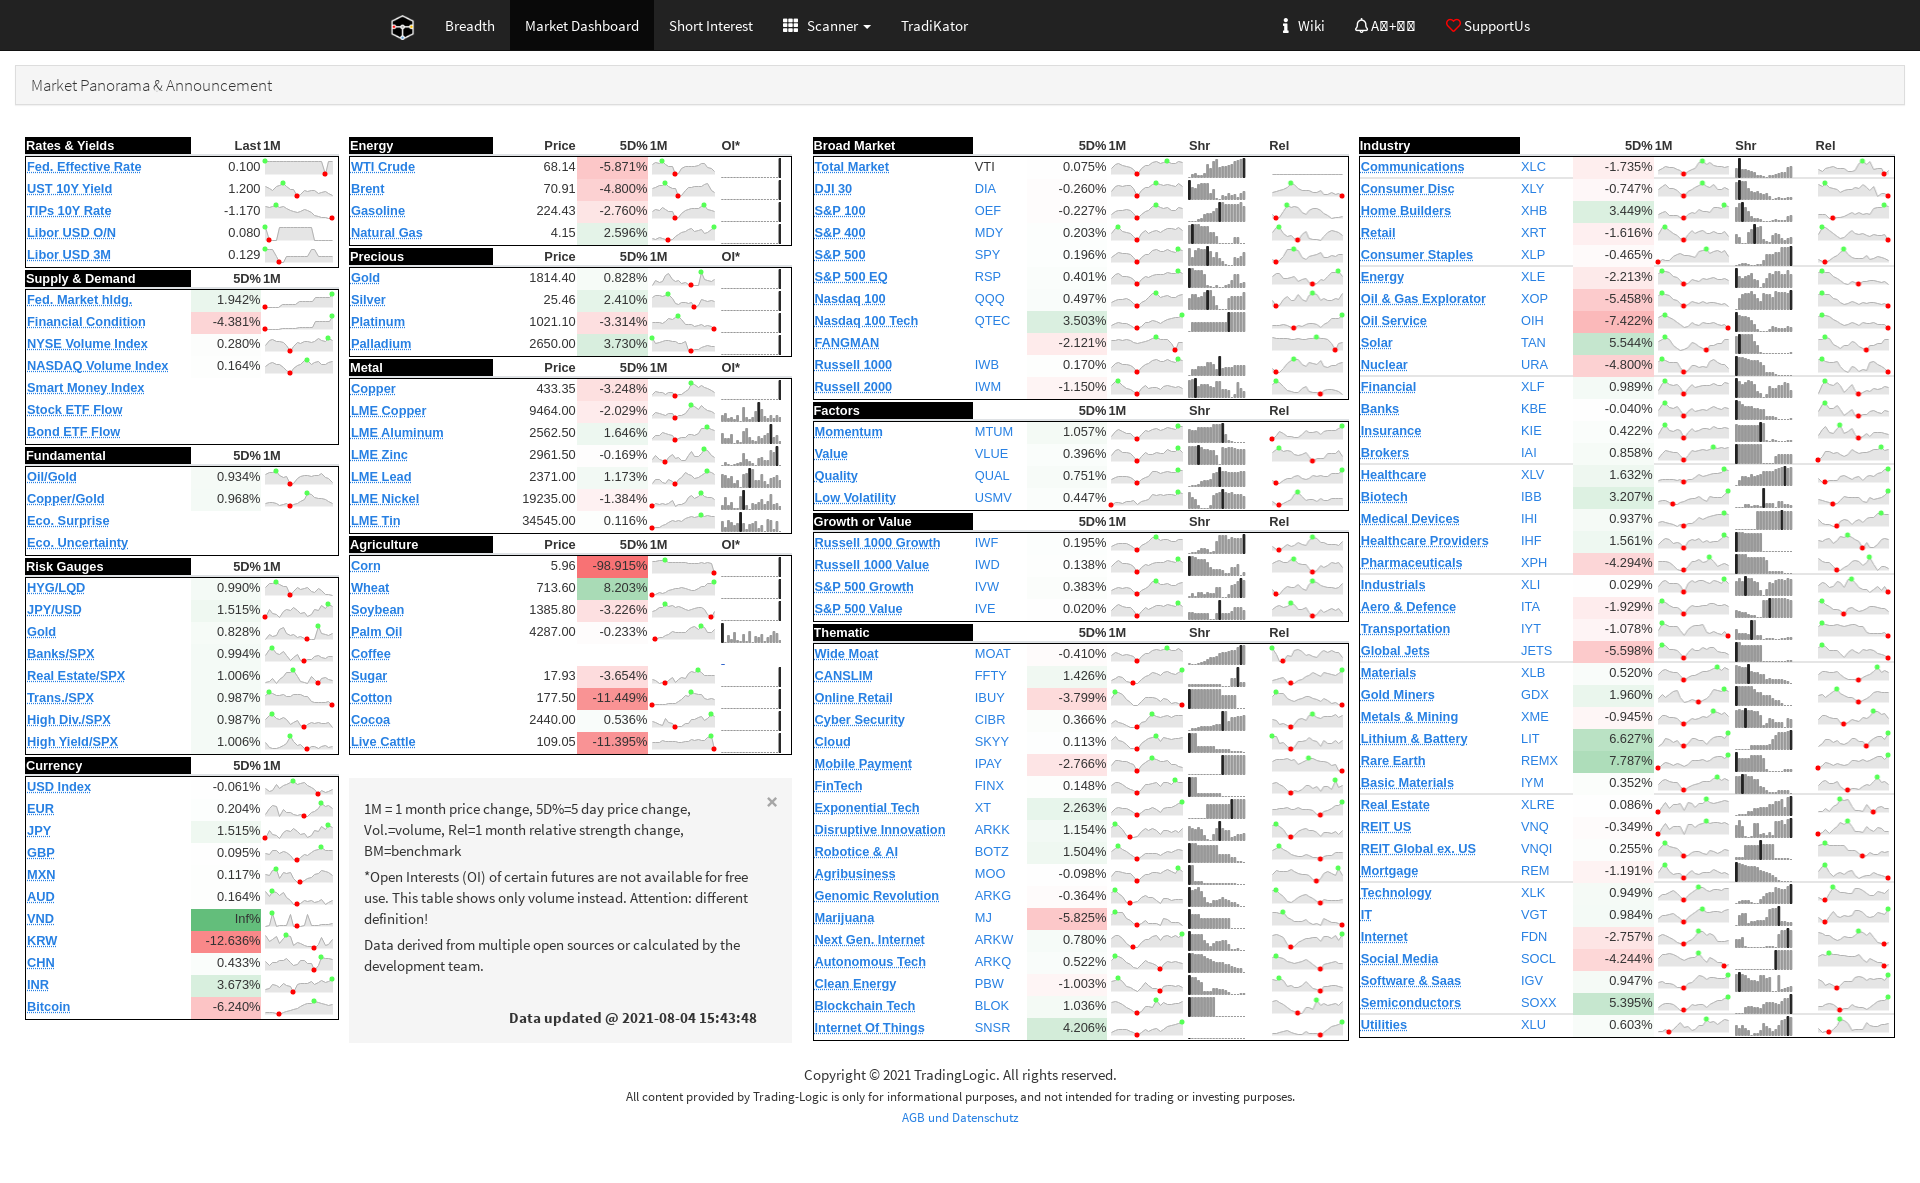 Breadth Market Dashboard Short Interest Scanner TradiKator Wiki SupportUs
Market Panorama & Announcement
Rates & Yields Last 1M
Fed. Effective Rate 0.100
UST 10Y Yield 1.200
TIPs 10Y Rate -1.170
Libor USD O/N 0.080
Libor USD 3M 0.129
Supply & Demand 5D% 1M
Fed. Market hldg. 1.942%
Financial Condition -4.381%
NYSE Volume Index 0.280%
NASDAQ Volume Index 0.164%
Smart Money Index
Stock ETF Flow
Bond ETF Flow
Fundamental 5D% 1M
Oil/Gold 0.934%
Copper/Gold 0.968%
Eco. Surprise
Eco. Uncertainty
Risk Gauges 5D% 1M
HYG/LQD 0.990%
JPY/USD 1.515%
Gold 0.828%
Banks/SPX 0.994%
Real Estate/SPX 1.006%
Trans./SPX 0.987%
High Div./SPX 0.987%
High Yield/SPX 1.006%
Currency 5D% 1M
USD Index -0.061%
EUR 0.204%
JPY 1.515%
GBP 0.095%
MXN 0.117%
AUD 0.164%
VND Inf%
KRW -12.636%
CHN 0.433%
INR 3.673%
Bitcoin -6.240%
Energy Price 5D% 1M OI*
WTI Crude 68.14 -5.871%
Brent 70.91 -4.800%
Gasoline 224.43 -2.760%
Natural Gas 4.15 2.596%
Precious Price 5D% 1M OI*
Gold 1814.40 0.828%
Silver 25.46 2.410%
Platinum 1021.10 -3.314%
Palladium 2650.00 3.730%
Metal Price 5D% 1M OI*
Copper 433.35 -3.248%
LME Copper 9464.00 -2.029%
LME Aluminum 2562.50 1.646%
LME Zinc 2961.50 -0.169%
LME Lead 2371.00 1.173%
LME Nickel 19235.00 -1.384%
LME Tin 34545.00 0.116%
Agriculture Price 5D% 1M OI*
Corn 5.96 -98.915%
Wheat 713.60 8.203%
Soybean 1385.80 -3.226%
Palm Oil 4287.00 -0.233%
Coffee -
Sugar 17.93 -3.654%
Cotton 177.50 -11.449%
Cocoa 2440.00 0.536%
Live Cattle 109.05 -11.395%
×
1M = 1 month price change, 5D%=5 day price change,
Vol.=volume, Rel=1 month relative strength change,
BM=benchmark
*Open Interests (OI) of certain futures are not available for free
use. This table shows only volume instead. Attention: different
definition!
Data derived from multiple open sources or calculated by the
development team.
Data updated @ 2021-08-04 15:43:48
Broad Market 5D% 1M Shr Rel
Total Market VTI 0.075%
DJI 30 DIA -0.260%
S&P 100 OEF -0.227%
S&P 400 MDY 0.203%
S&P 500 SPY 0.196%
S&P 500 EQ RSP 0.401%
Nasdaq 100 QQQ 0.497%
Nasdaq 100 Tech QTEC 3.503%
FANGMAN -2.121%
Russell 1000 IWB 0.170%
Russell 2000 IWM -1.150%
Factors 5D% 1M Shr Rel
Momentum MTUM 1.057%
Value VLUE 0.396%
Quality QUAL 0.751%
Low Volatility USMV 0.447%
Growth or Value 5D% 1M Shr Rel
Russell 1000 Growth IWF 0.195%
Russell 1000 Value IWD 0.138%
S&P 500 Growth IVW 0.383%
S&P 500 Value IVE 0.020%
Thematic 5D% 1M Shr Rel
Wide Moat MOAT -0.410%
CANSLIM FFTY 1.426%
Online Retail IBUY -3.799%
Cyber Security CIBR 0.366%
Cloud SKYY 0.113%
Mobile Payment IPAY -2.766%
FinTech FINX 0.148%
Exponential Tech XT 2.263%
Disruptive Innovation ARKK 1.154%
Robotice & AI BOTZ 1.504%
Agribusiness MOO -0.098%
Genomic Revolution ARKG -0.364%
Marijuana MJ -5.825%
Next Gen. Internet ARKW 0.780%
Autonomous Tech ARKQ 0.522%
Clean Energy PBW -1.003%
Blockchain Tech BLOK 1.036%
Internet Of Things SNSR 4.206%
Industry 5D% 1M Shr Rel
Communications XLC -1.735%
Consumer Disc XLY -0.747%
Home Builders XHB 3.449%
Retail XRT -1.616%
Consumer Staples XLP -0.465%
Energy XLE -2.213%
Oil & Gas Explorator XOP -5.458%
Oil Service OIH -7.422%
Solar TAN 5.544%
Nuclear URA -4.800%
Financial XLF 0.989%
Banks KBE -0.040%
Insurance KIE 0.422%
Brokers IAI 0.858%
Healthcare XLV 1.632%
Biotech IBB 3.207%
Medical Devices IHI 0.937%
Healthcare Providers IHF 1.561%
Pharmaceuticals XPH -4.294%
Industrials XLI 0.029%
Aero & Defence ITA -1.929%
Transportation IYT -1.078%
Global Jets JETS -5.598%
Materials XLB 0.520%
Gold Miners GDX 1.960%
Metals & Mining XME -0.945%
Lithium & Battery LIT 6.627%
Rare Earth REMX 7.787%
Basic Materials IYM 0.352%
Real Estate XLRE 0.086%
REIT US VNQ -0.349%
REIT Global ex. US VNQI 0.255%
Mortgage REM -1.191%
Technology XLK 0.949%
IT VGT 0.984%
Internet FDN -2.757%
Social Media SOCL -4.244%
Software & Saas IGV 0.947%
Semiconductors SOXX 5.395%
Utilities XLU 0.603%
Copyright © 2021 TradingLogic. All rights reserved.
All content provided by Trading-Logic is only for informational purposes, and not intended for trading or investing purposes.
AGB und Datenschutz